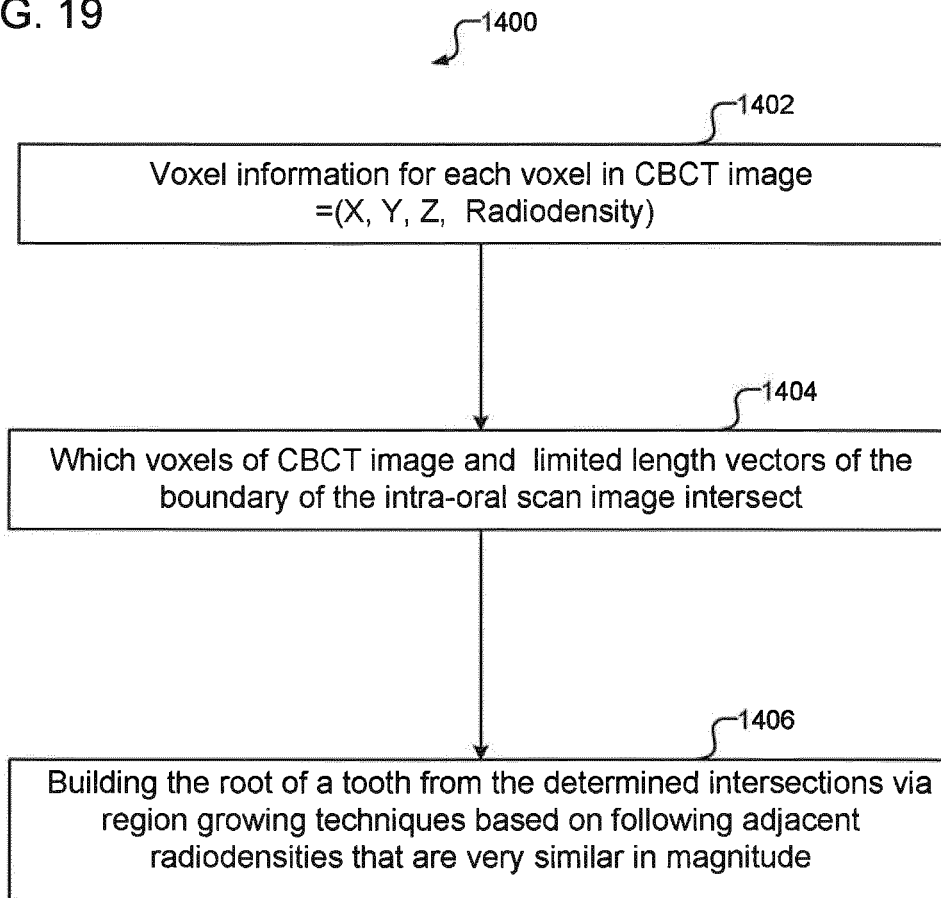 G. 19
1400
1402
Voxel information for each voxel in CBCT image
=(X, Y, Z, Radiodensity)
1404
Which voxels of CBCT image and limited length vectors of the
boundary of the intra-oral scan image intersect
1406
Building the root of a tooth from the determined intersections via
region growing techniques based on following adjacent
radiodensities that are very similar in magnitude